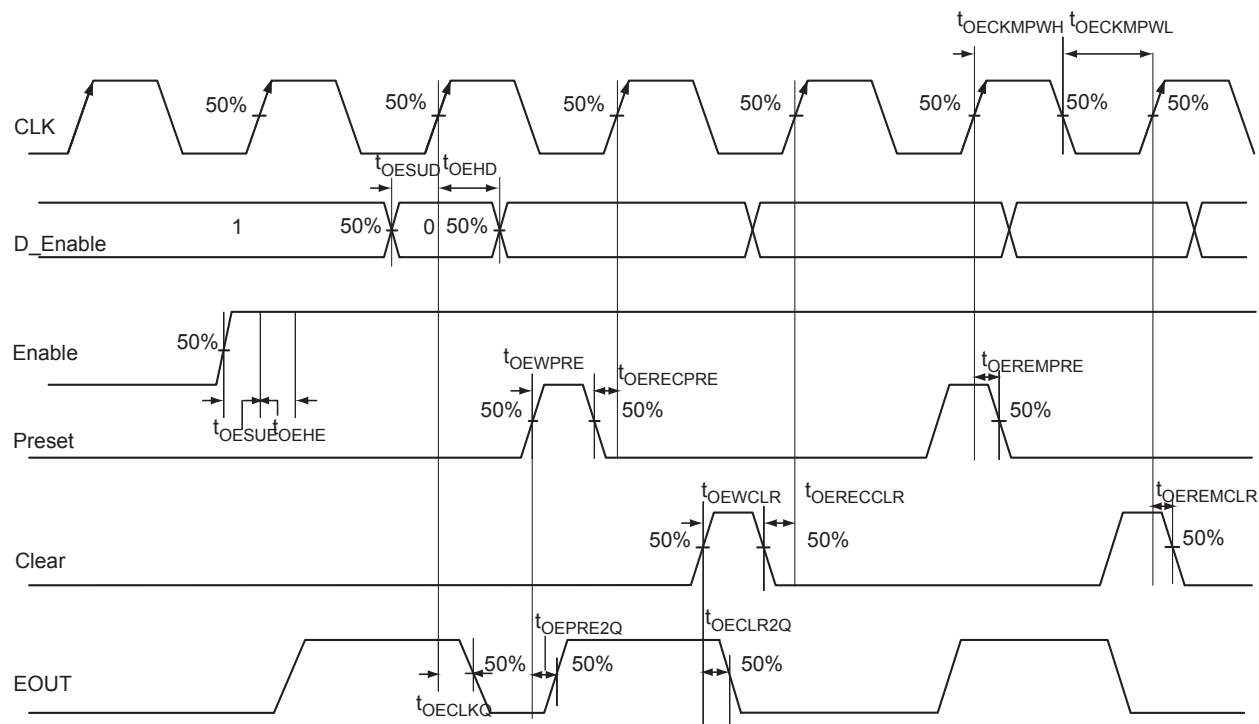 tOECKMPWH tOECKMPWL
CLK
50% 50% 50% 50% 50% 50% 50%
tOESUD tOEHD
D_Enable
1 50% 0 50%
Enable
50%
tOESUE tOEHE
tOEWPRE tOERECPRE tOEREMPRE
Preset
50% 50% 50%
tOEWCLR tOERECCLR tOEREMCLR
Clear
50% 50% 50%
tOEPRE2Q tOECLR2Q
EOUT
50% 50% 50%
tOECLKQ